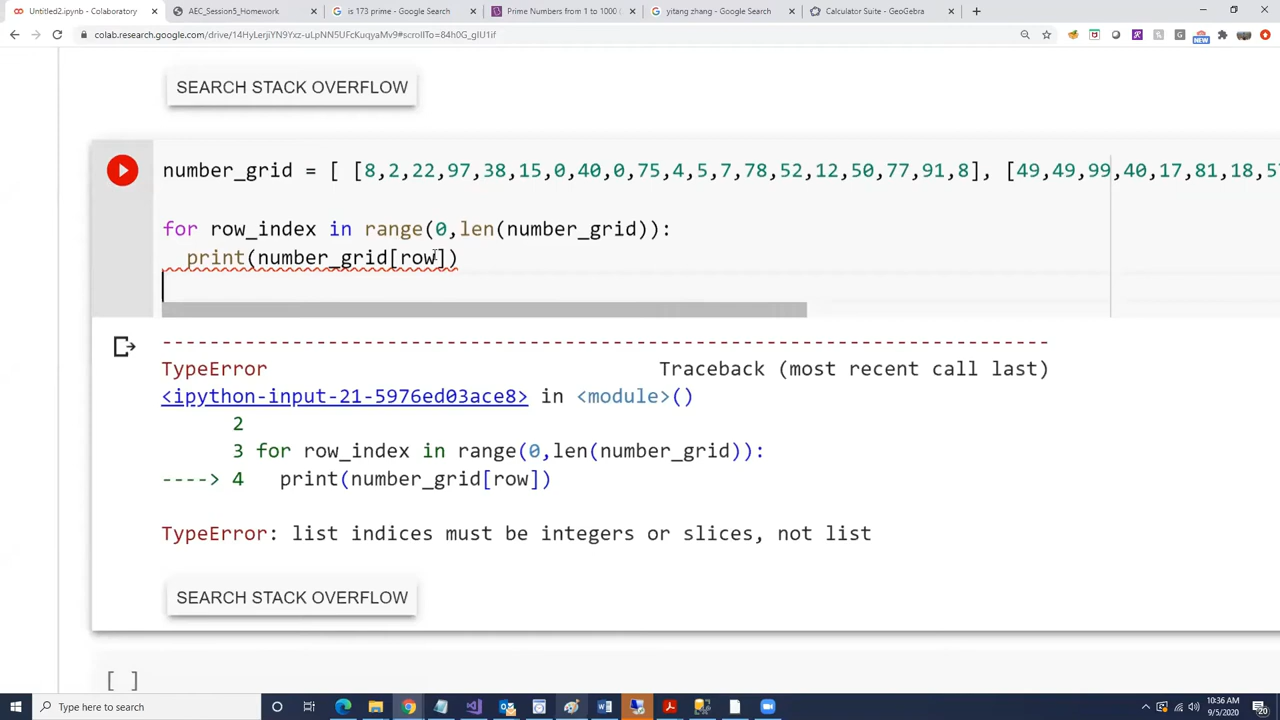 Untitled2.ipynb - Colaboratory
AEC_Session5_Homework
is 173 prime - Google Search
Prime Numbers from 1 to 1000 (
yitang zhang - Google Search
Calculator Suite - GeoGebra
colab.research.google.com/drive/14HyLerjiYN9Yxz-uLpNN5FCKuqyaMv9#scrollTo=84h0G_gIU1if
SEARCH STACK OVERFLOW
number_grid = [ [8,2,22,97,38,15,0,40,0,75,4,5,7,78,52,12,50,77,91,8], [49,49,99,40,17,81,18,57
for row_index in range(0,len(number_grid)):
print(number_grid[row])
---------------------------------------------------------------------------
TypeError Traceback (most recent call last)
<ipython-input-21-5976ed03ace8> in <module>()
2
3 for row_index in range(0,len(number_grid)):
----> 4 print(number_grid[row])
TypeError: list indices must be integers or slices, not list
SEARCH STACK OVERFLOW
[ ]
Type here to search
10:36 AM
9/5/2020
20